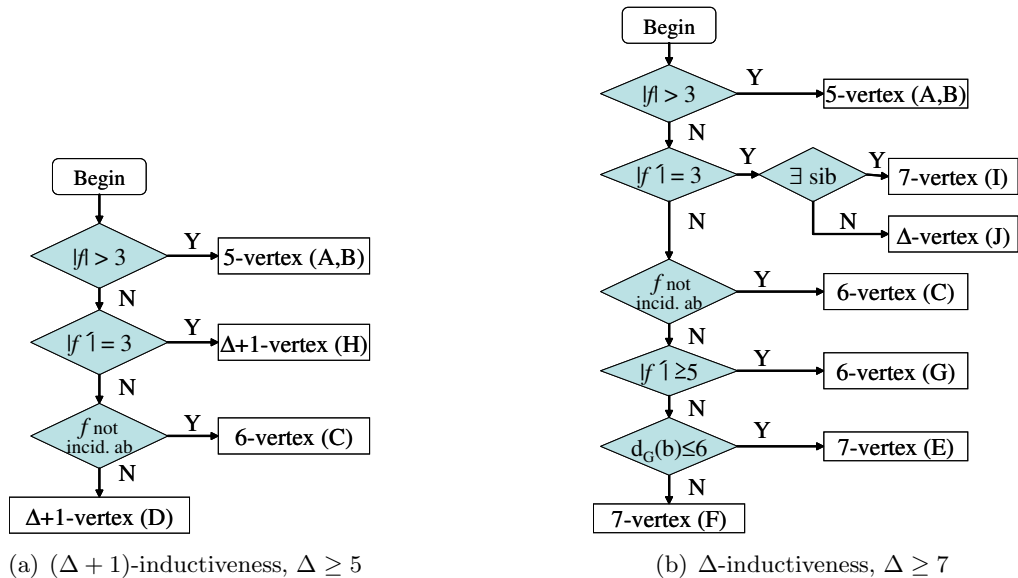 Begin
|f| > 3
Y
5-vertex (A,B)
N
|f˄| = 3
Y
Δ+1-vertex (H)
N
f not
incid. ab
Y
6-vertex (C)
N
Δ+1-vertex (D)
(a) (Δ + 1)-inductiveness, Δ ≥ 5
Begin
|f| > 3
Y
5-vertex (A,B)
N
|f˄| = 3
Y
∃ sib
Y
7-vertex (I)
N
Δ-vertex (J)
N
f not
incid. ab
Y
6-vertex (C)
N
|f˄| ≥5
Y
6-vertex (G)
N
d_G(b)≤6
Y
7-vertex (E)
N
7-vertex (F)
(b) Δ-inductiveness, Δ ≥ 7